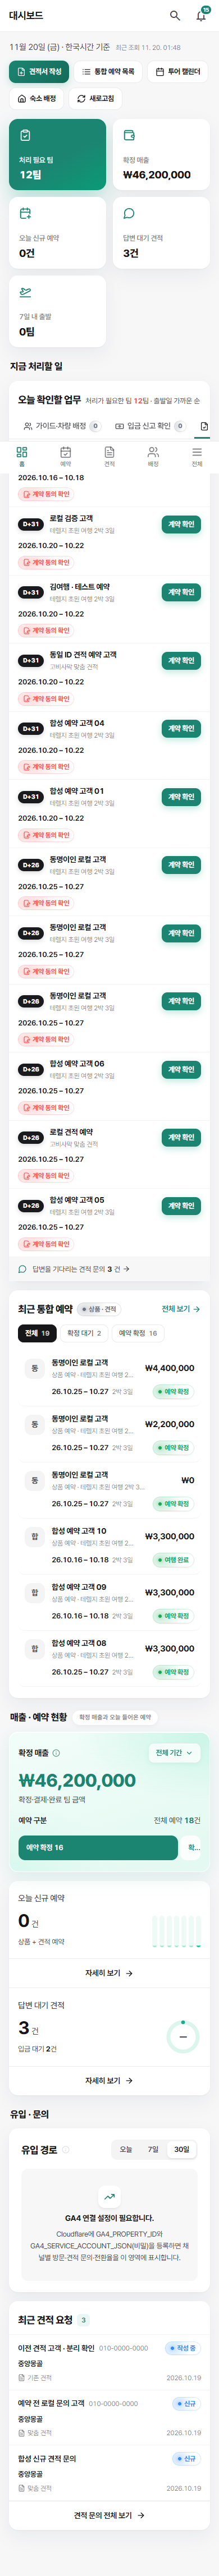 대시보드
15
11월 20일 (금) · 한국시간 기준 최근 조회 11. 20. 01:48
견적서 작성
통합 예약 목록
투어 캘린더
숙소 배정
새로고침
처리 필요 팀
12팀
확정 매출
₩46,200,000
오늘 신규 예약
0건
답변 대기 견적
3건
7일 내 출발
0팀
지금 처리할 일
오늘 확인할 업무 처리가 필요한 팀 12팀 · 출발일 가까운 순
가이드·차량 배정 0
입금 신고 확인 0
홈
예약
견적
배정
전체
2026.10.16 – 10.18
계약 동의 확인
D+31 로컬 검증 고객
테렐지 초원 여행 2박 3일
계약 확인
2026.10.20 – 10.22
계약 동의 확인
D+31 김여행 · 테스트 예약
테렐지 초원 여행 2박 3일
계약 확인
2026.10.20 – 10.22
계약 동의 확인
D+31 동일 ID 견적 예약 고객
고비사막 맞춤 견적
계약 확인
2026.10.20 – 10.22
계약 동의 확인
D+31 합성 예약 고객 04
테렐지 초원 여행 2박 3일
계약 확인
2026.10.20 – 10.22
계약 동의 확인
D+31 합성 예약 고객 01
테렐지 초원 여행 2박 3일
계약 확인
2026.10.20 – 10.22
계약 동의 확인
D+26 동명이인 로컬 고객
테렐지 초원 여행 2박 3일
계약 확인
2026.10.25 – 10.27
계약 동의 확인
D+26 동명이인 로컬 고객
테렐지 초원 여행 2박 3일
계약 확인
2026.10.25 – 10.27
계약 동의 확인
D+26 동명이인 로컬 고객
테렐지 초원 여행 2박 3일
계약 확인
2026.10.25 – 10.27
계약 동의 확인
D+26 합성 예약 고객 06
테렐지 초원 여행 2박 3일
계약 확인
2026.10.25 – 10.27
계약 동의 확인
D+26 로컬 견적 예약
고비사막 맞춤 견적
계약 확인
2026.10.25 – 10.27
계약 동의 확인
D+26 합성 예약 고객 05
테렐지 초원 여행 2박 3일
계약 확인
2026.10.25 – 10.27
계약 동의 확인
답변을 기다리는 견적 문의 3 건 →
최근 통합 예약 상품 · 견적 전체 보기 →
전체 19 확정 대기 2 예약 확정 16
동 동명이인 로컬 고객 ₩4,400,000
상품 예약 · 테렐지 초원 여행 2...
26.10.25 – 10.27 2박 3일 예약 확정
동 동명이인 로컬 고객 ₩2,200,000
상품 예약 · 테렐지 초원 여행 2...
26.10.25 – 10.27 2박 3일 예약 확정
동 동명이인 로컬 고객 ₩0
상품 예약 · 테렐지 초원 여행 2박 3...
26.10.25 – 10.27 2박 3일 예약 확정
합 합성 예약 고객 10 ₩3,300,000
상품 예약 · 테렐지 초원 여행 2...
26.10.16 – 10.18 2박 3일 여행 완료
합 합성 예약 고객 09 ₩3,300,000
상품 예약 · 테렐지 초원 여행 2...
26.10.16 – 10.18 2박 3일 예약 확정
합 합성 예약 고객 08 ₩3,300,000
상품 예약 · 테렐지 초원 여행 2...
26.10.16 – 10.18 2박 3일 예약 확정
매출 · 예약 현황 확정 매출과 오늘 들어온 예약
확정 매출 전체 기간
₩46,200,000
확정·결제·완료 팀 금액
예약 구분 전체 예약 18건
예약 확정 16 확...
오늘 신규 예약
0 건
상품 + 견적 예약
자세히 보기 →
답변 대기 견적
3 건
입금 대기 2건
자세히 보기 →
유입 · 문의
유입 경로 오늘 7일 30일
GA4 연결 설정이 필요합니다.
Cloudflare에 GA4_PROPERTY_ID와
GA4_SERVICE_ACCOUNT_JSON(비밀)을 등록하면 채
널별 방문·견적 문의·전환율을 이 영역에 표시합니다.
최근 견적 요청 3
이전 견적 고객 · 분리 확인 010-0000-0000 작성 중
중앙몽골
기존 견적 2026.10.19
예약 전 로컬 문의 고객 010-0000-0000 신규
중앙몽골
맞춤 견적 2026.10.19
합성 신규 견적 문의 신규
중앙몽골
맞춤 견적 2026.10.19
견적 문의 전체 보기 →